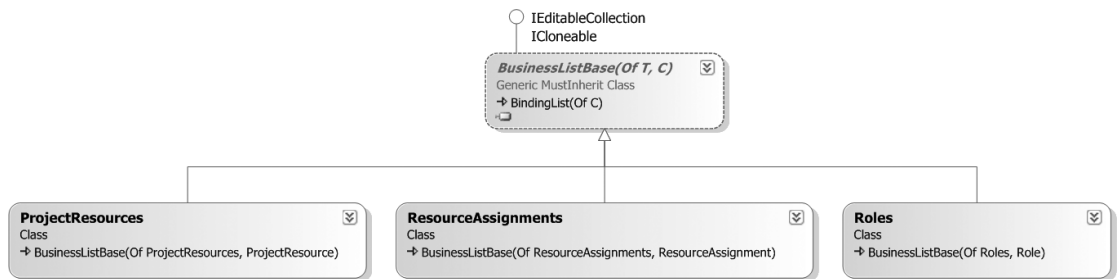 IEditableCollection
ICloneable
BusinessListBase(Of T, C)
Generic MustInherit Class
BindingList(Of C)
ProjectResources
Class
BusinessListBase(Of ProjectResources, ProjectResource)
ResourceAssignments
Class
BusinessListBase(Of ResourceAssignments, ResourceAssignment)
Roles
Class
BusinessListBase(Of Roles, Role)